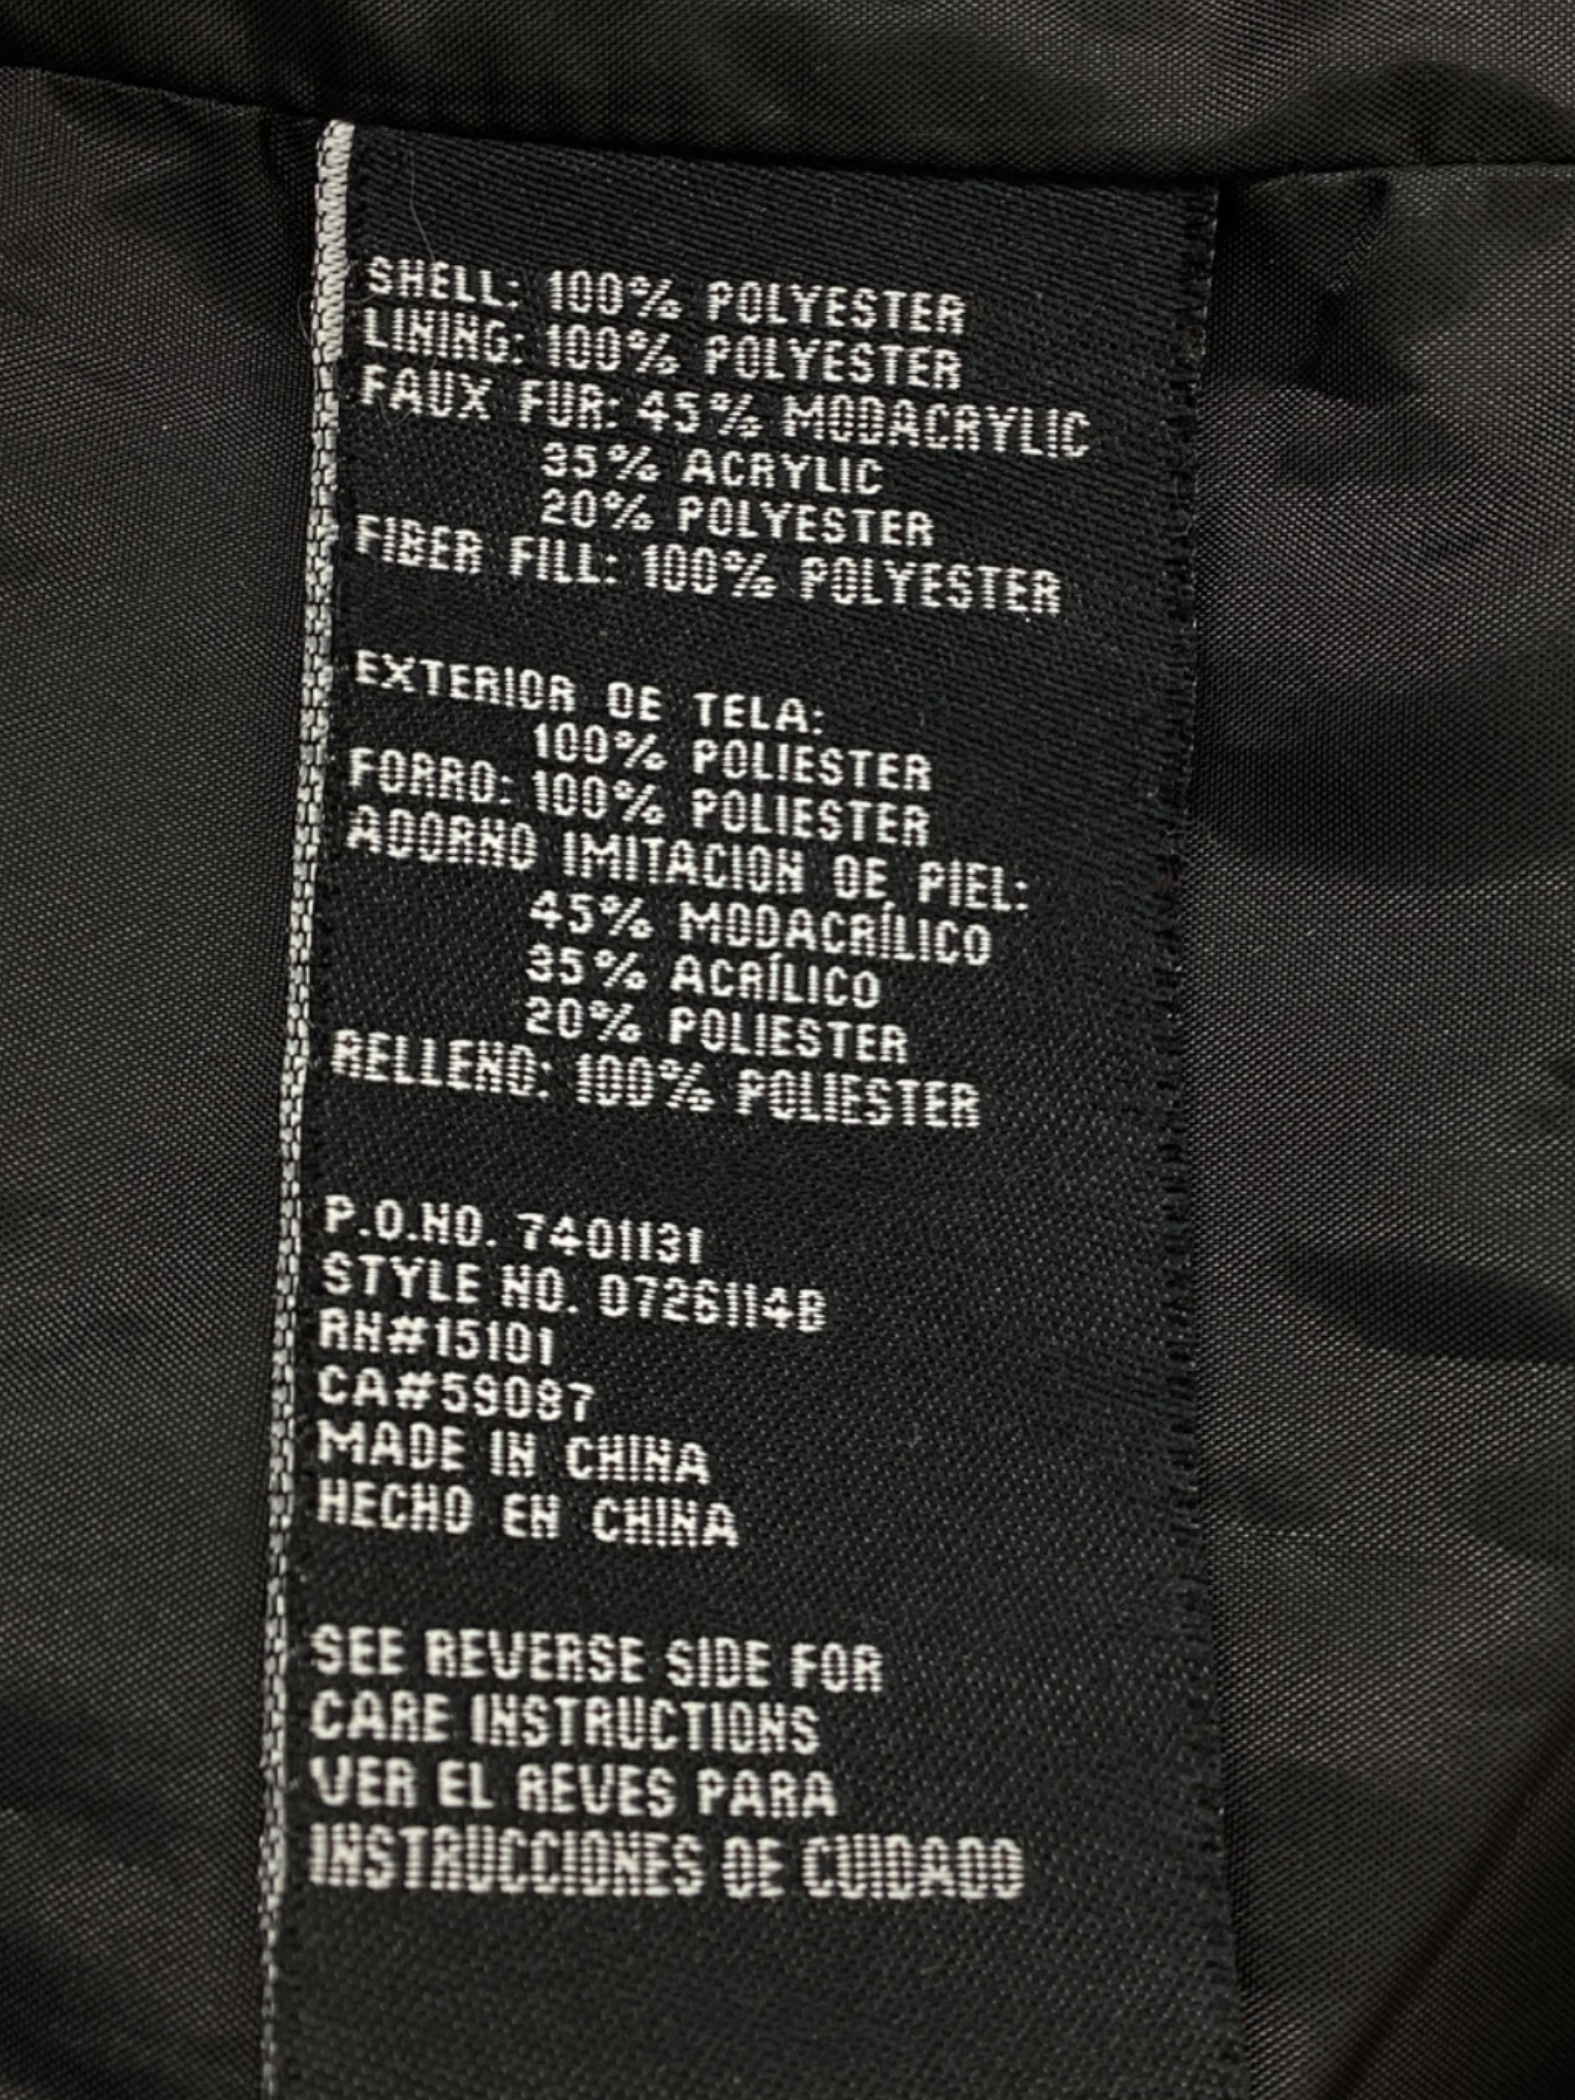 SHELL: 100% POLYESTER
LINING: 100% POLYESTER
FAUX FUR: 45% MODACRYLIC
35% ACRYLIC
20% POLYESTER
FIBER FILL: 100% POLYESTER
EXTERIOR DE TELA:
100% POLIESTER
FORRO: 100% POLIESTER
ADORNO IMITACION DE PIEL:
45% MODACRÍLICO
35% ACRÍLICO
20% POLIESTER
RELLENO: 100% POLIESTER
P.O.NO. 7401131
STYLE NO. 0726114B
RN#15101
CA#59087
MADE IN CHINA
HECHO EN CHINA
SEE REVERSE SIDE FOR
CARE INSTRUCTIONS
VER EL REVES PARA
INSTRUCCIONES DE CUIDADO